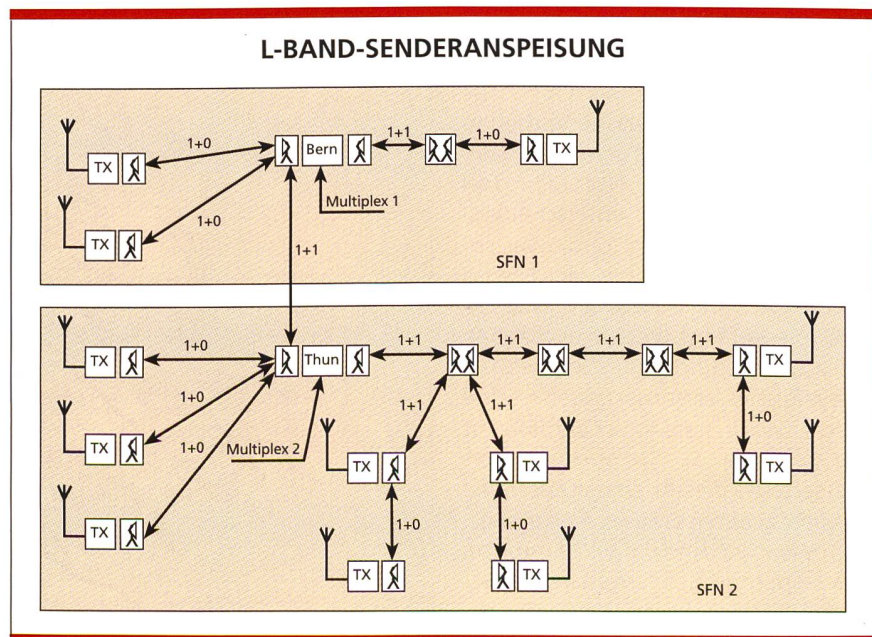 L-BAND-SENDERANSPEISUNG
1+0
1+1
1+0
TX
Bern
TX
Multiplex 1
1+0
TX
1+1
SFN 1
1+0
1+1
1+1
1+1
1+1
TX
Thun
TX
1+0
1+1
1+1
1+0
TX
1+0
Multiplex 2
TX
TX
TX
TX
1+0
1+0
TX
TX
SFN 2